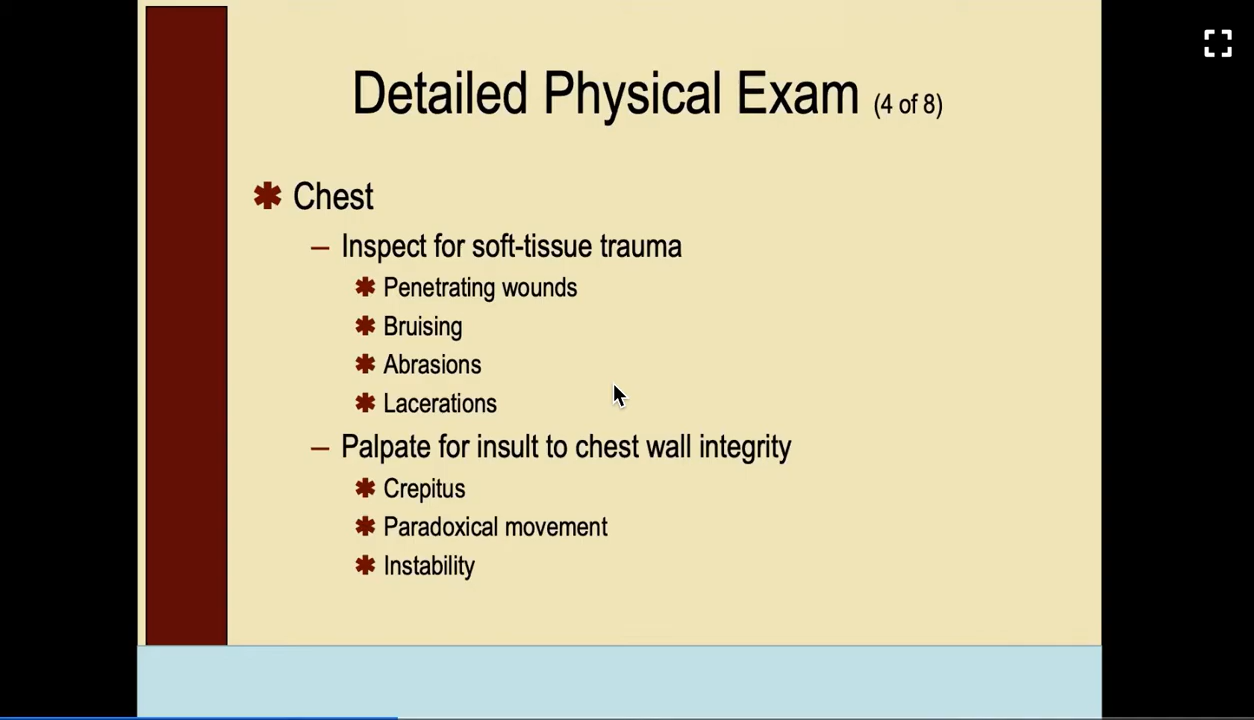 Detailed Physical Exam (4 of 8)
Chest
– Inspect for soft-tissue trauma
Penetrating wounds
Bruising
Abrasions
Lacerations
– Palpate for insult to chest wall integrity
Crepitus
Paradoxical movement
Instability